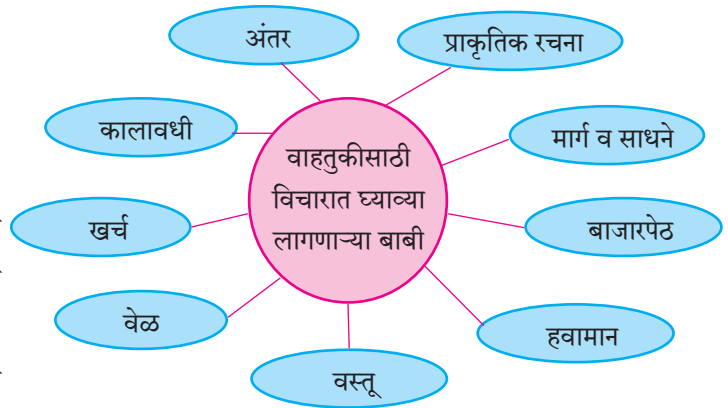 अंतर
प्राकृतिक रचना
कालावधी
मार्ग व साधने
वाहतुकीसाठी
विचारात घ्याव्या
लागणाऱ्या बाबी
खर्च
बाजारपेठ
वेळ
हवामान
वस्तू